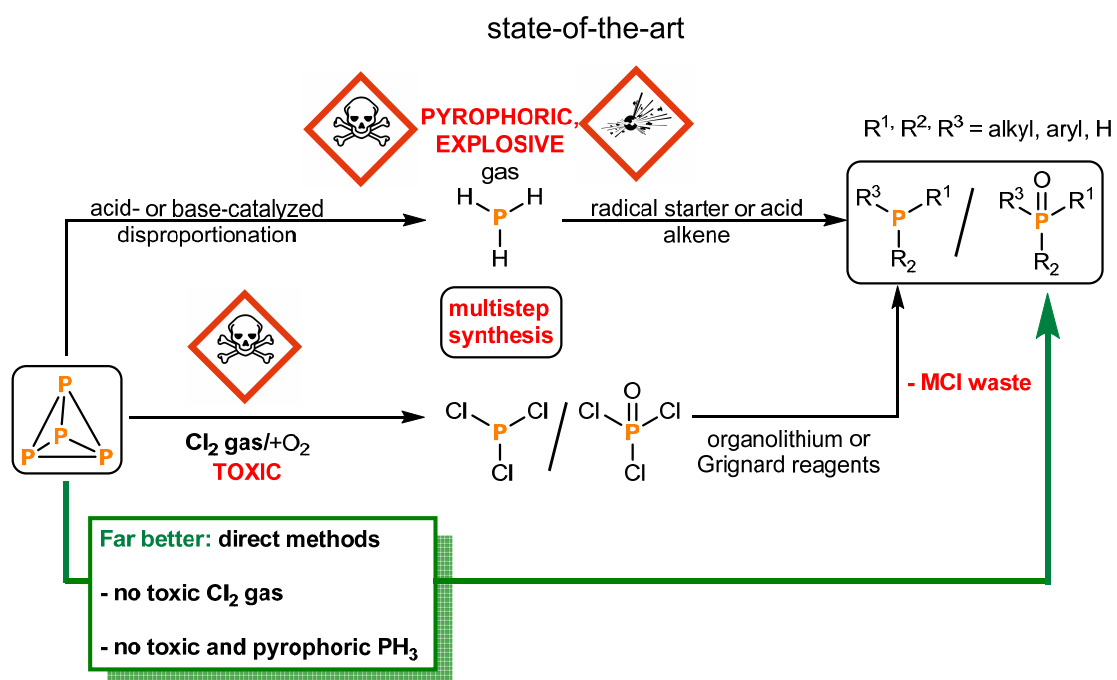 state-of-the-art
PYROPHORIC,
EXPLOSIVE
gas
R1, R2, R3 = alkyl, aryl, H
acid- or base-catalyzed
disproportionation
H
H
P
H
radical starter or acid
alkene
R3
R1
P
R2
O
R3
R1
P
R2
multistep
synthesis
- MCl waste
P
P
P
P
Cl2 gas/+O2
TOXIC
Cl
Cl
P
Cl
O
Cl
Cl
P
Cl
organolithium or
Grignard reagents
Far better: direct methods
- no toxic Cl2 gas
- no toxic and pyrophoric PH3